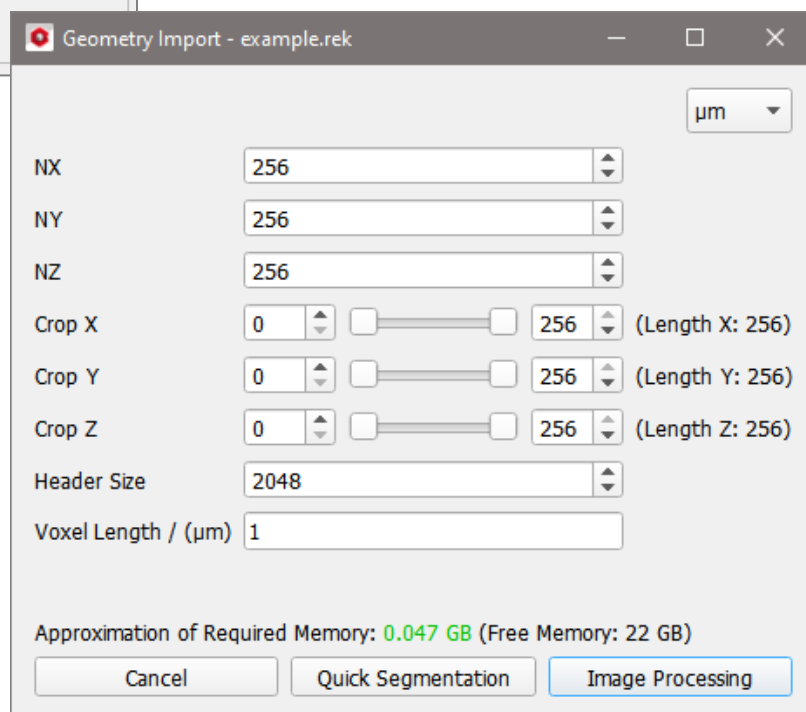 Geometry Import - example.rek
µm
NX 256
NY 256
NZ 256
Crop X 0 256 (Length X: 256)
Crop Y 0 256 (Length Y: 256)
Crop Z 0 256 (Length Z: 256)
Header Size 2048
Voxel Length / (µm) 1
Approximation of Required Memory: 0.047 GB (Free Memory: 22 GB)
Cancel Quick Segmentation Image Processing